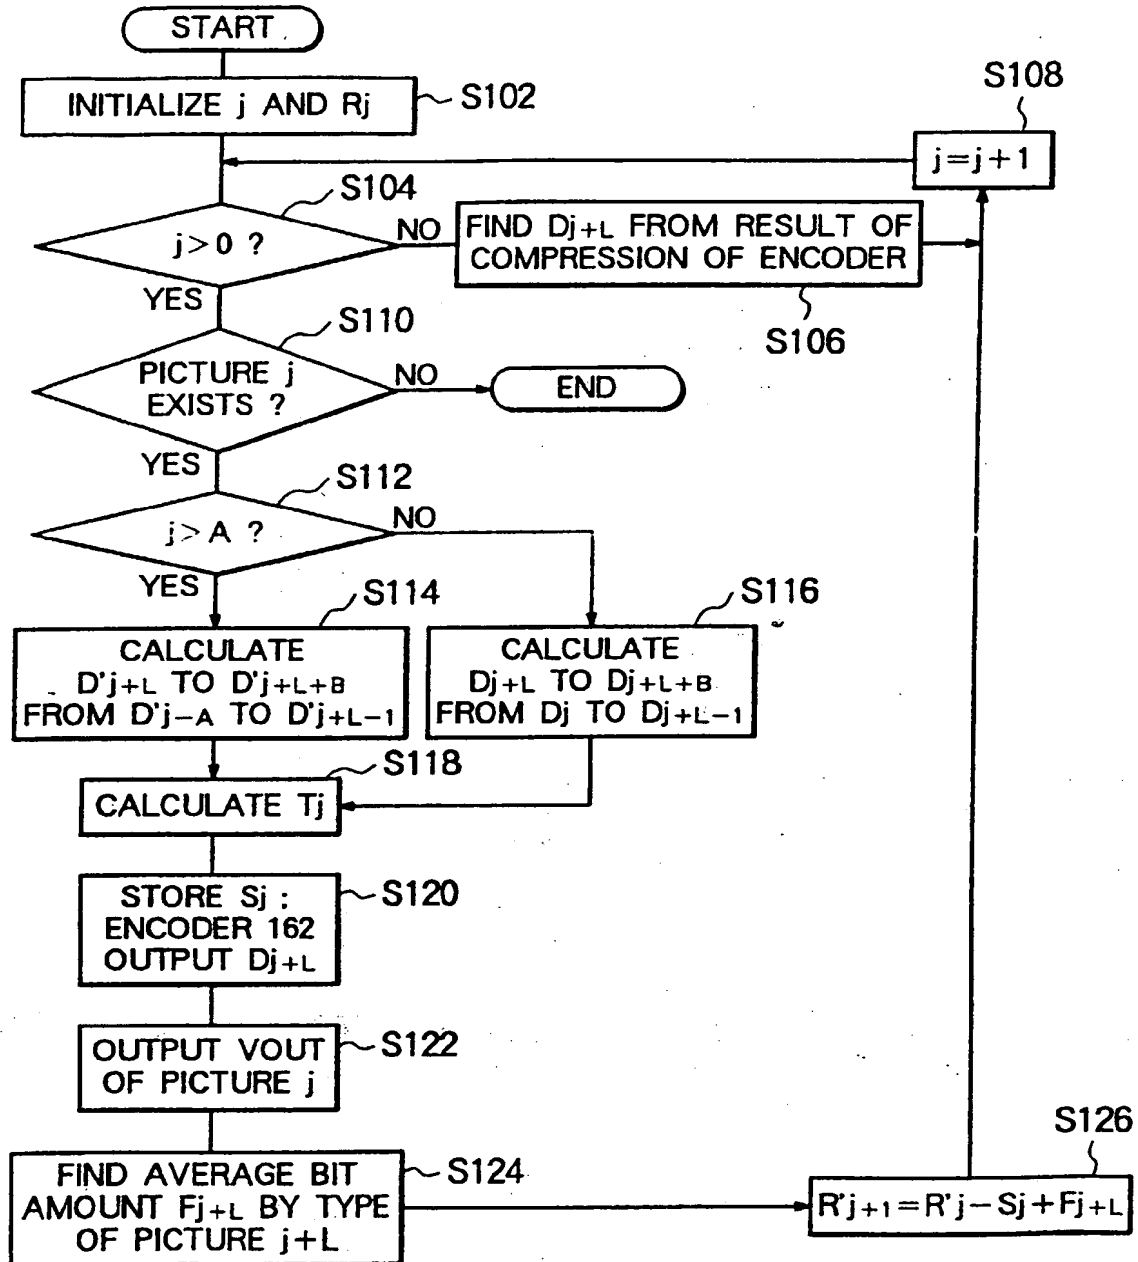 START
INITIALIZE j AND Rj
S102
S108
j=j+1
S104
j>0 ?
NO
YES
FIND Dj+L FROM RESULT OF
COMPRESSION OF ENCODER
S106
S110
PICTURE j
EXISTS ?
NO
END
YES
S112
j>A ?
NO
YES
S114
CALCULATE
D'j+L TO D'j+L+B
FROM D'j-A TO D'j+L-1
S116
CALCULATE
Dj+L TO Dj+L+B
FROM Dj TO Dj+L-1
S118
CALCULATE Tj
STORE Sj ;
ENCODER 162
OUTPUT Dj+L
S120
OUTPUT VOUT
OF PICTURE j
S122
FIND AVERAGE BIT
AMOUNT Fj+L BY TYPE
OF PICTURE j+L
S124
S126
R'j+1=R'j-Sj+Fj+L